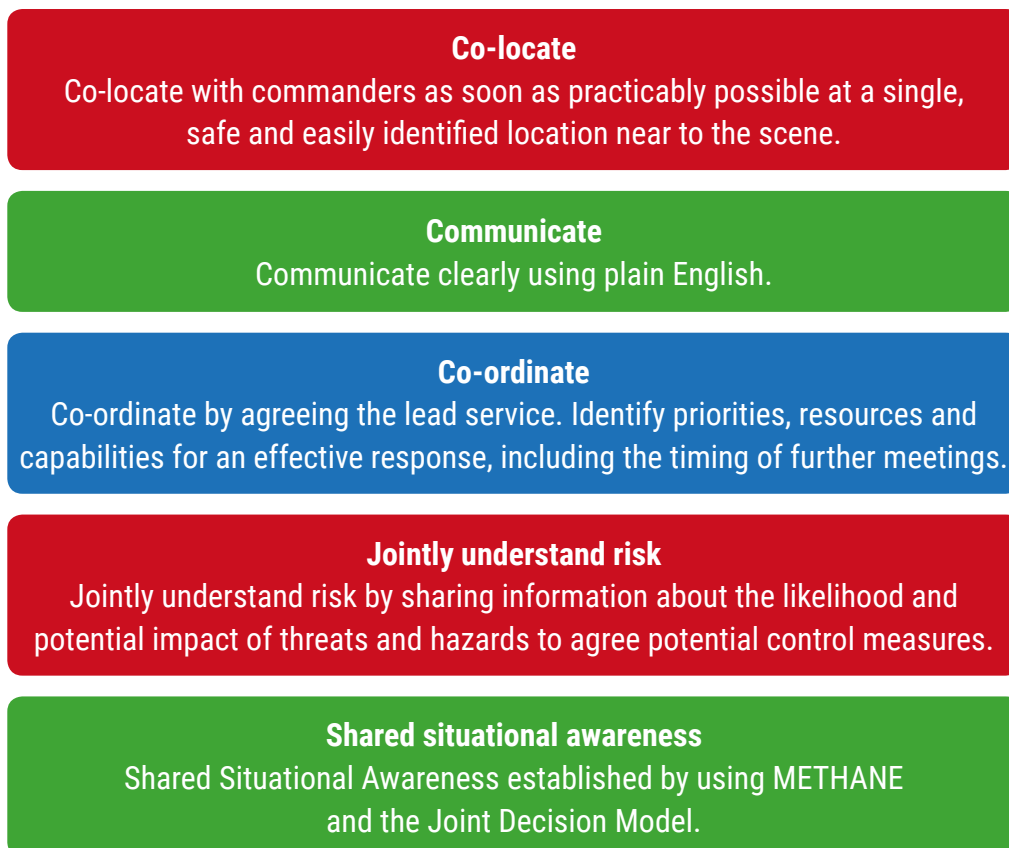 Co-locate
Co-locate with commanders as soon as practicably possible at a single,
safe and easily identified location near to the scene.
Communicate
Communicate clearly using plain English.
Co-ordinate
Co-ordinate by agreeing the lead service. Identify priorities, resources and
capabilities for an effective response, including the timing of further meetings.
Jointly understand risk
Jointly understand risk by sharing information about the likelihood and
potential impact of threats and hazards to agree potential control measures.
Shared situational awareness
Shared Situational Awareness established by using METHANE
and the Joint Decision Model.